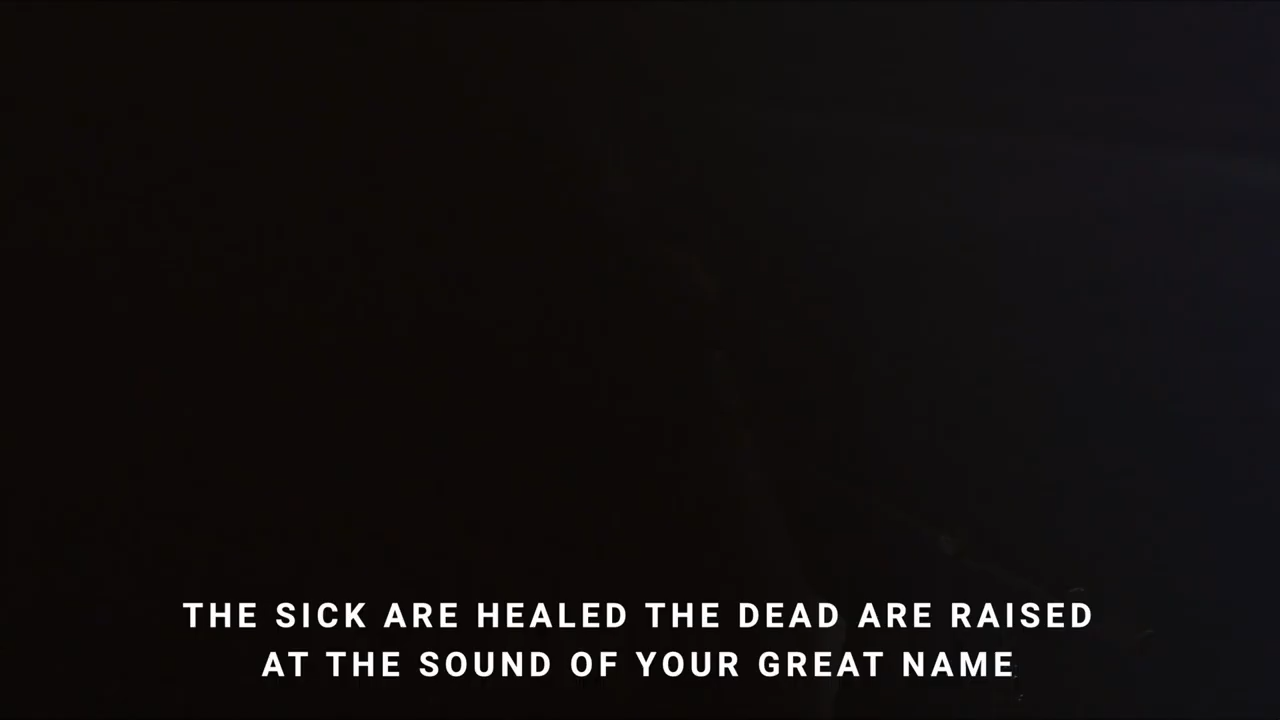 THE SICK ARE HEALED THE DEAD ARE RAISED
AT THE SOUND OF YOUR GREAT NAME